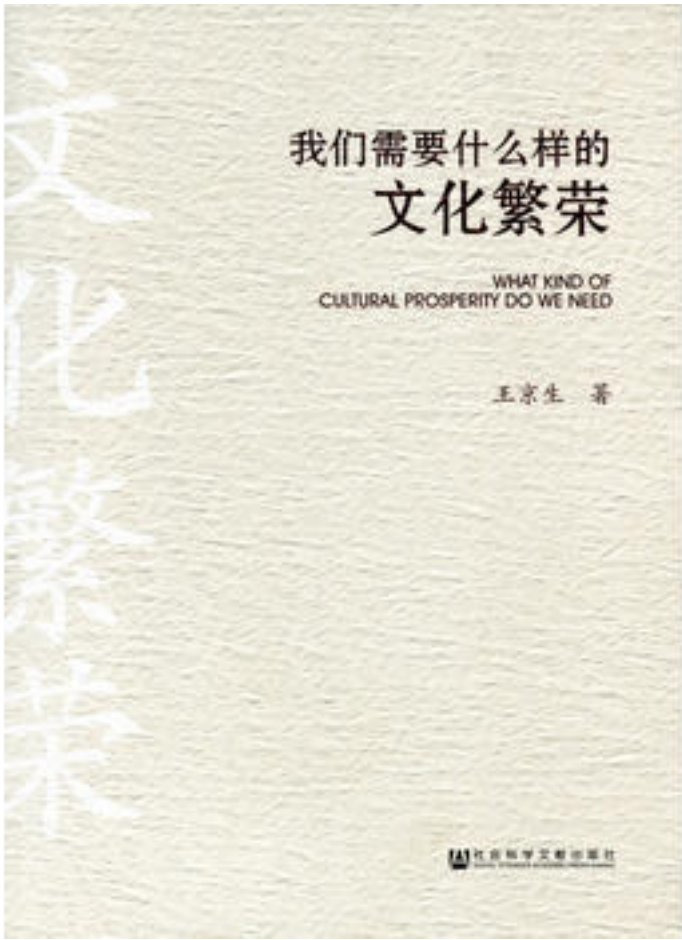 我们需要什么样的
文化繁荣
WHAT KIND OF
CULTURAL PROSPERITY DO WE NEED
王京生 著
文化繁荣
社会科学文献出版社